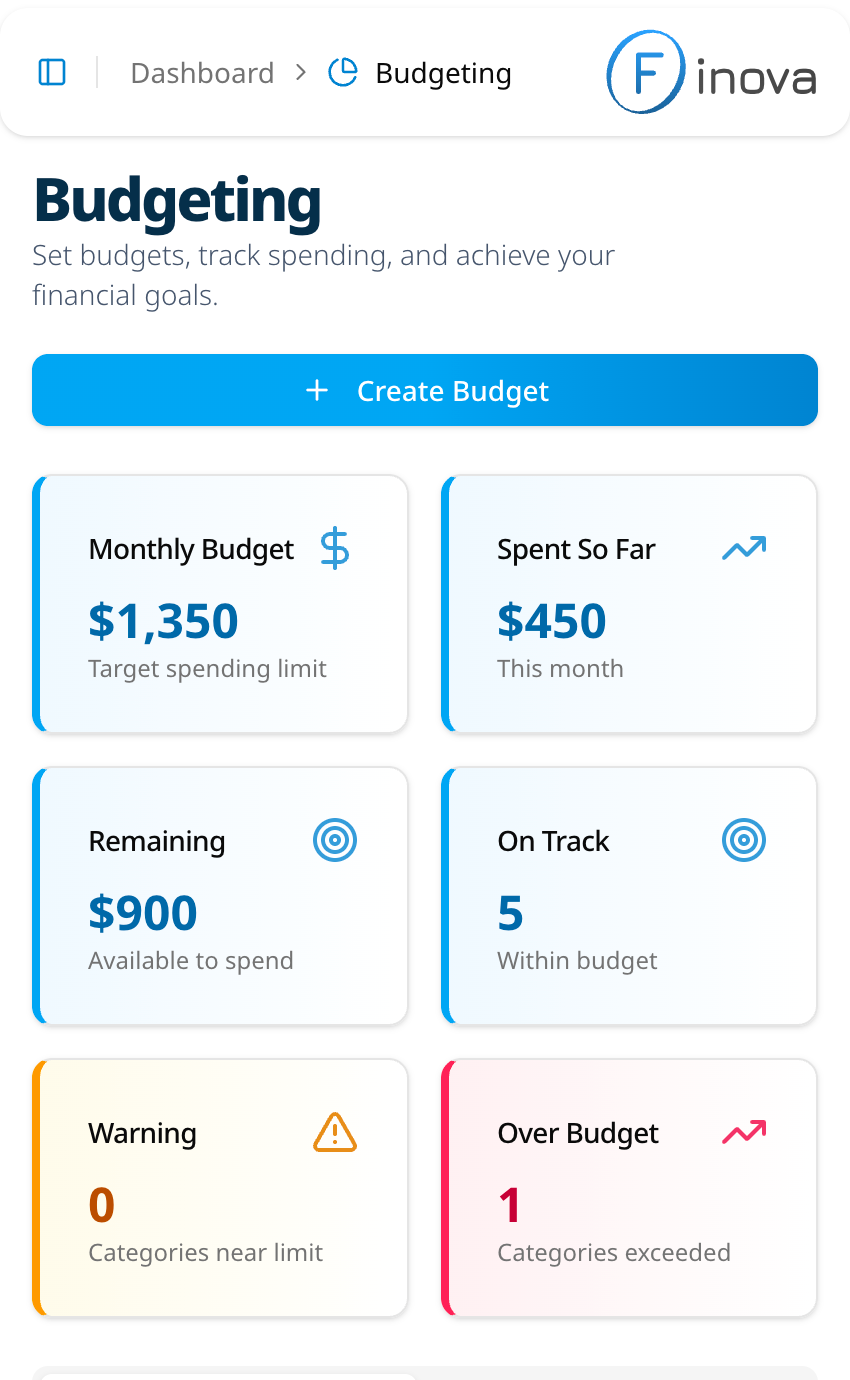 Dashboard > Budgeting
Finova
Budgeting
Set budgets, track spending, and achieve your
financial goals.
+ Create Budget
Monthly Budget
$1,350
Target spending limit
Spent So Far
$450
This month
Remaining
$900
Available to spend
On Track
5
Within budget
Warning
0
Categories near limit
Over Budget
1
Categories exceeded